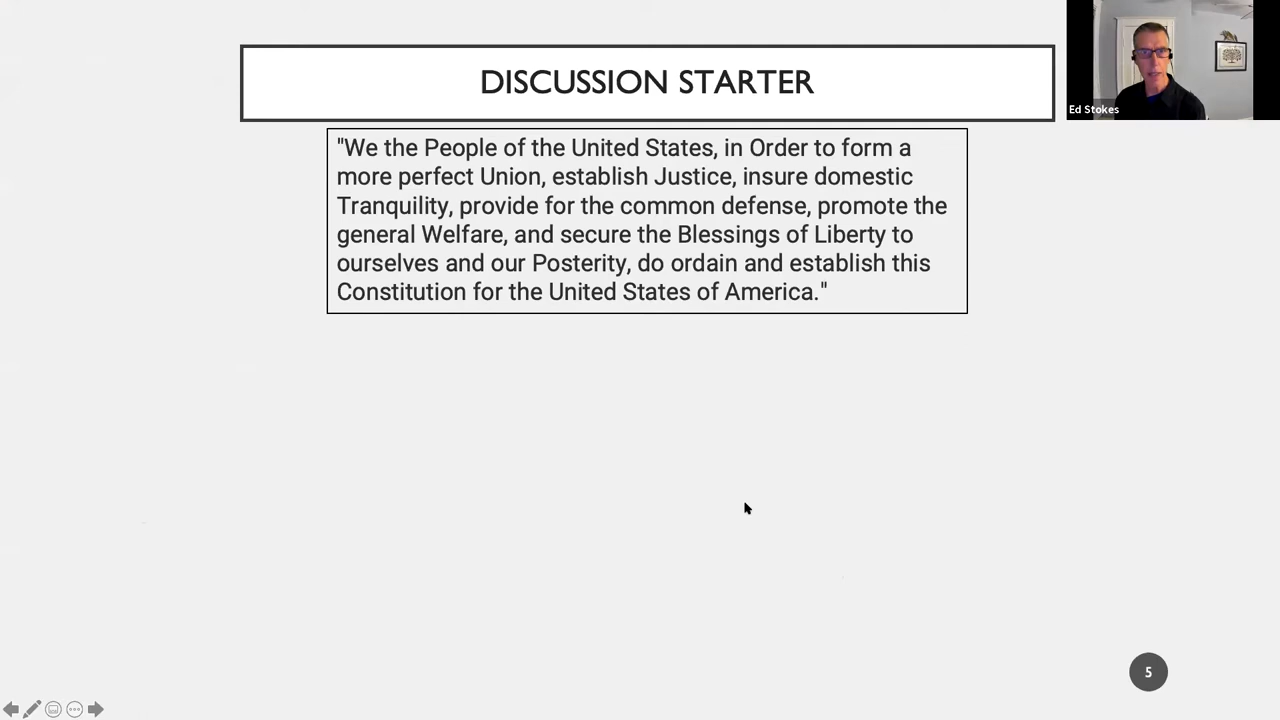 DISCUSSION STARTER
Ed Stokes
"We the People of the United States, in Order to form a
more perfect Union, establish Justice, insure domestic
Tranquility, provide for the common defense, promote the
general Welfare, and secure the Blessings of Liberty to
ourselves and our Posterity, do ordain and establish this
Constitution for the United States of America."
5